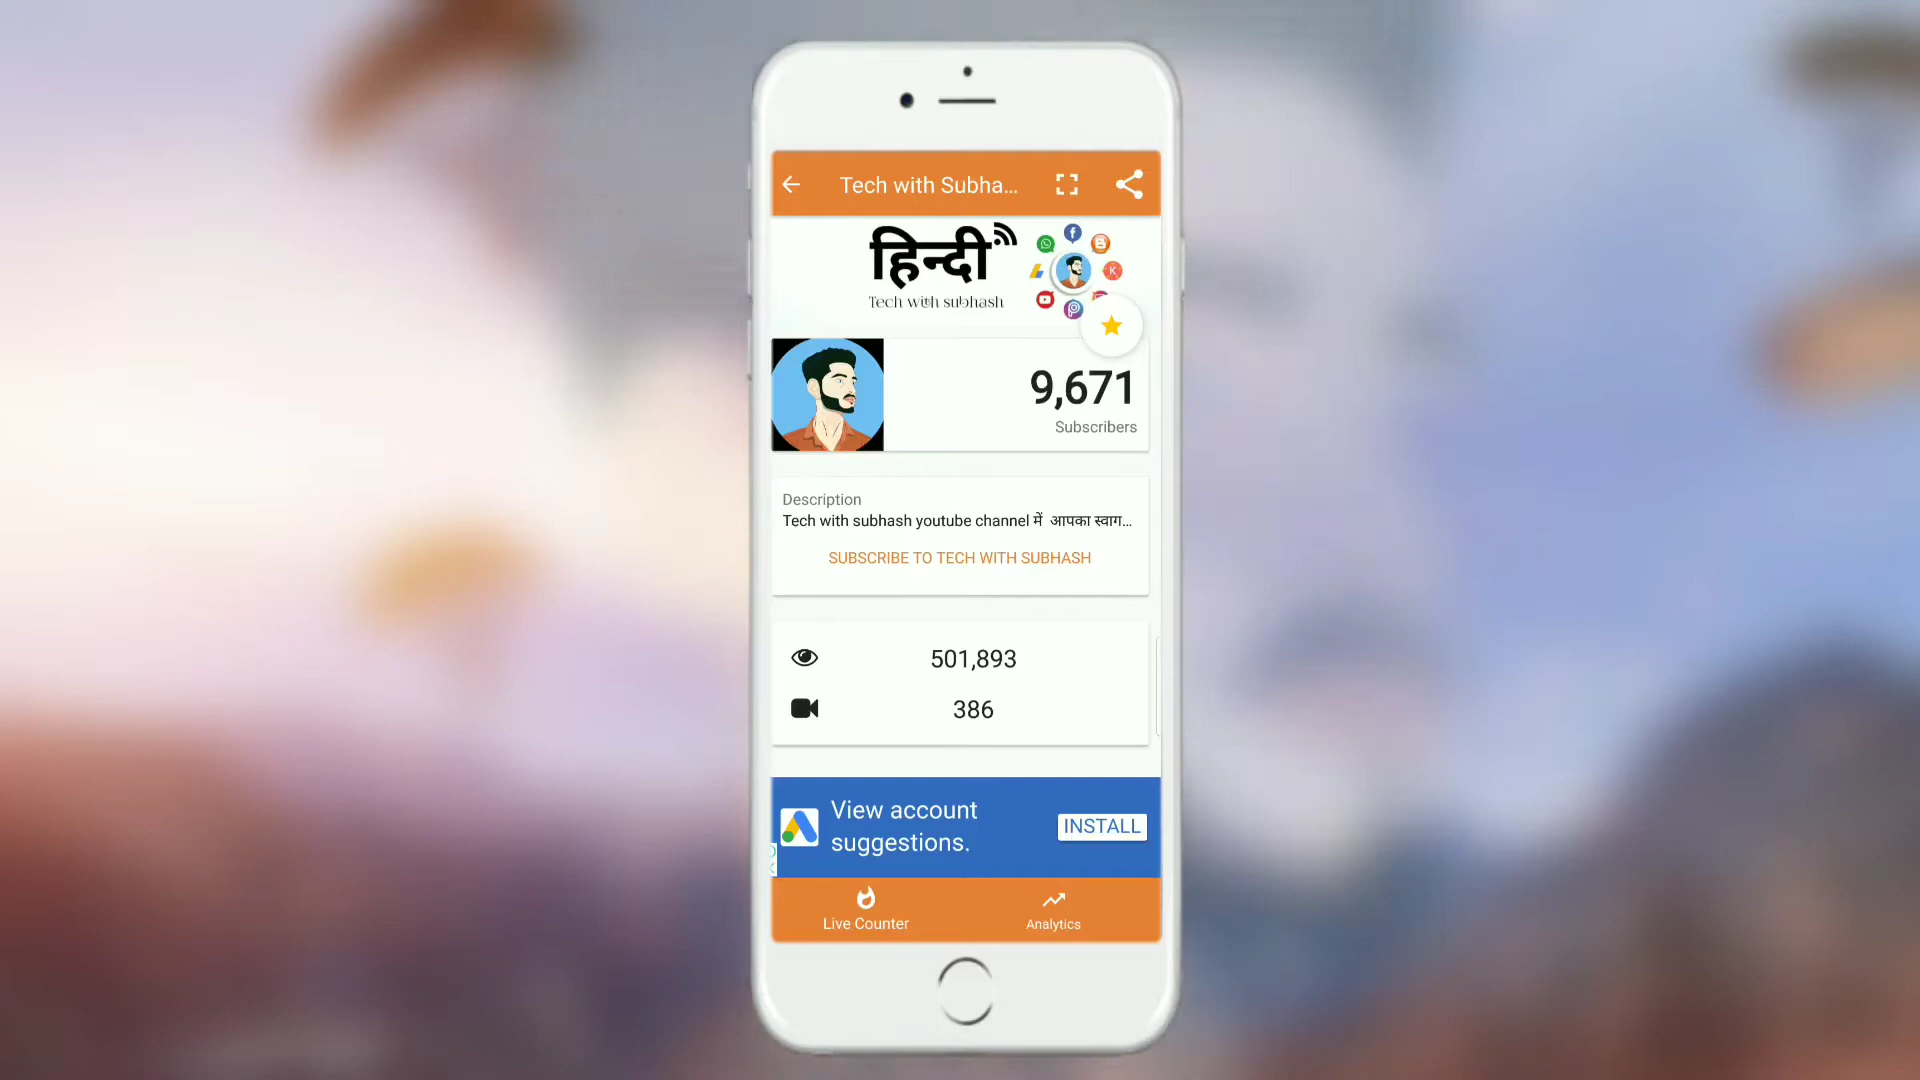 Tech with Subha...
हिन्दी
Tech with subhash
K
9,671
Subscribers
Description
Tech with subhash youtube channel में आपका स्वाग...
SUBSCRIBE TO TECH WITH SUBHASH
501,893
386
View account
suggestions.
INSTALL
Live Counter
Analytics